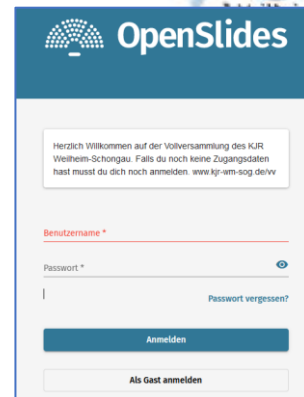 OpenSlides
Herzlich Willkommen auf der Vollversammlung des KJR
Weilheim-Schongau. Falls du noch keine Zugangsdaten
hast musst du dich noch anmelden. www.kjr-wm-sog.de/vv
Benutzername *
Passwort *
Passwort vergessen?
Anmelden
Als Gast anmelden